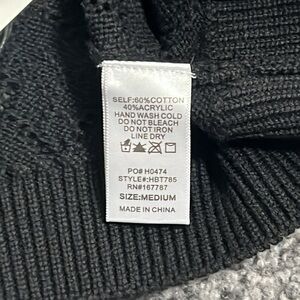 SELF:60%COTTON
40%ACRYLIC
HAND WASH COLD
DO NOT BLEACH
DO NOT IRON
LINE DRY
PO# H0474
STYLE#:HBT785
RN#167787
SIZE:MEDIUM
MADE IN CHINA